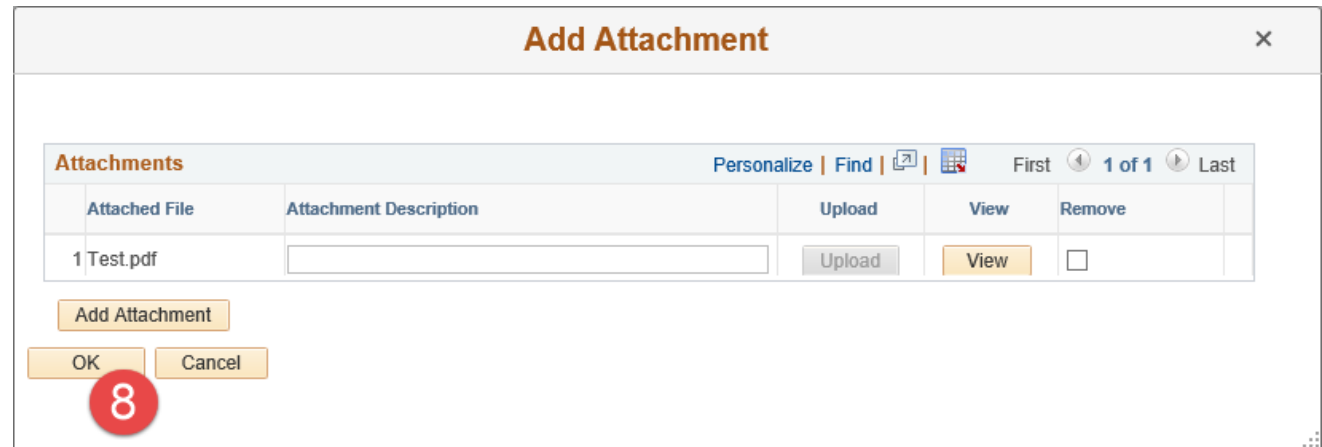 Add Attachment ×
Attachments Personalize | Find | | First 1 of 1 Last
Attached File Attachment Description Upload View Remove
1 Test.pdf Upload View
Add Attachment
OK Cancel
8